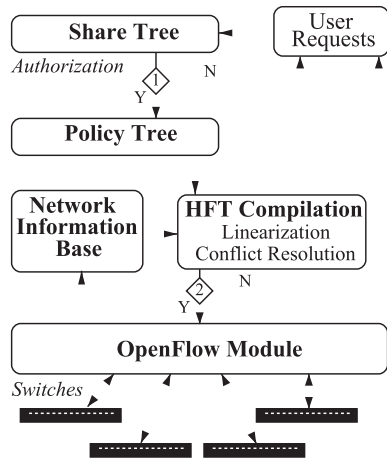 Share Tree
User
Requests
Authorization
1
N
Y
Policy Tree
Network
Information
Base
HFT Compilation
Linearization
Conflict Resolution
2
N
Y
OpenFlow Module
Switches